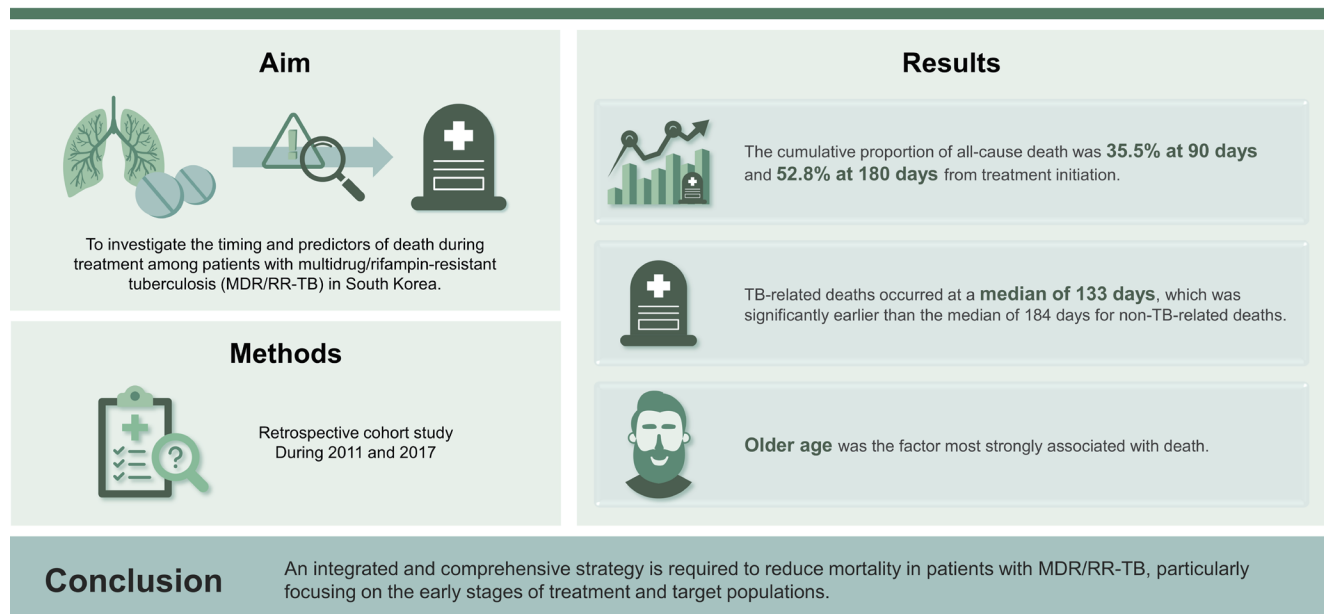 Aim
To investigate the timing and predictors of death during
treatment among patients with multidrug/rifampin-resistant
tuberculosis (MDR/RR-TB) in South Korea.
Methods
Retrospective cohort study
During 2011 and 2017
Results
The cumulative proportion of all-cause death was 35.5% at 90 days
and 52.8% at 180 days from treatment initiation.
TB-related deaths occurred at a median of 133 days, which was
significantly earlier than the median of 184 days for non-TB-related deaths.
Older age was the factor most strongly associated with death.
Conclusion
An integrated and comprehensive strategy is required to reduce mortality in patients with MDR/RR-TB, particularly
focusing on the early stages of treatment and target populations.